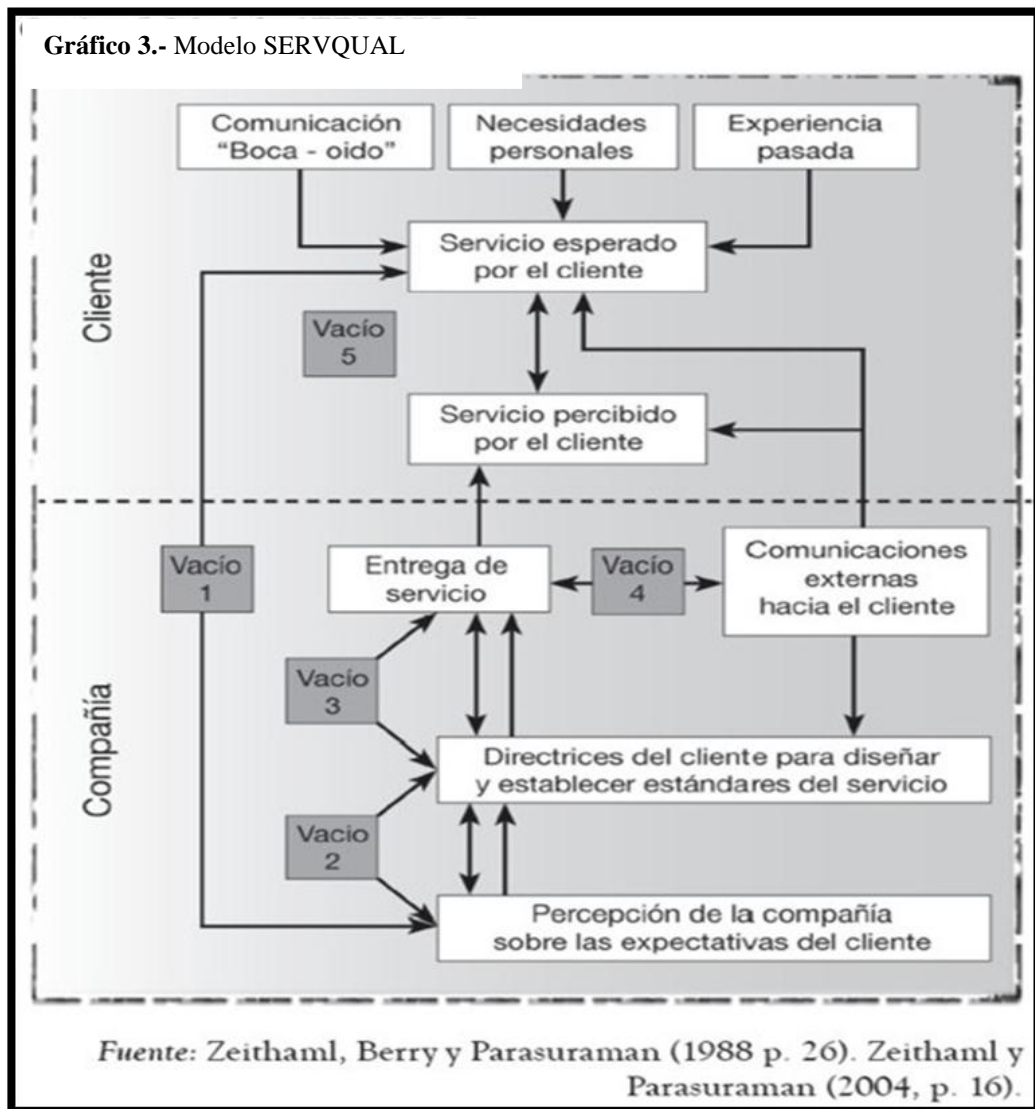 Gráfico 3.- Modelo SERVQUAL
Comunicación
"Boca - oido"
Necesidades
personales
Experiencia
pasada
Servicio esperado
por el cliente
Cliente
Vacío
5
Servicio percibido
por el cliente
Vacío
1
Entrega de
servicio
Vacío
4
Comunicaciones
externas
hacia el cliente
Compañía
Vacío
3
Directrices del cliente para diseñar
y establecer estándares del servicio
Vacio
2
Percepción de la compañía
sobre las expectativas del cliente
Fuente: Zeithaml, Berry y Parasuraman (1988 p. 26). Zeithaml y
Parasuraman (2004, p. 16).